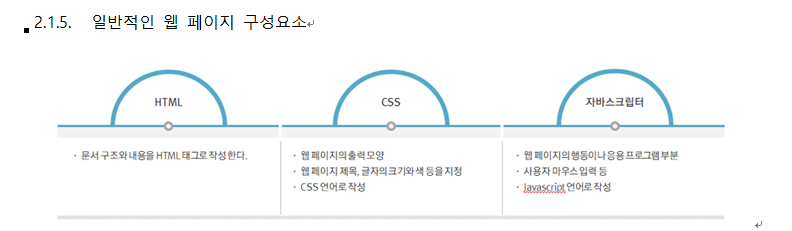 2.1.5. 일반적인 웹 페이지 구성요소
HTML
CSS
자바스크립터
· 문서 구조와 내용을 HTML 태그로 작성 한다.
· 웹 페이지의 출력 모양
· 웹 페이지 제목, 글자의 크기와 색 등을 지정
· CSS 언어로 작성
· 웹 페이지의 행동이나 응용 프로그램 부분
· 사용자 마우스 입력 등
· Javascript 언어로 작성